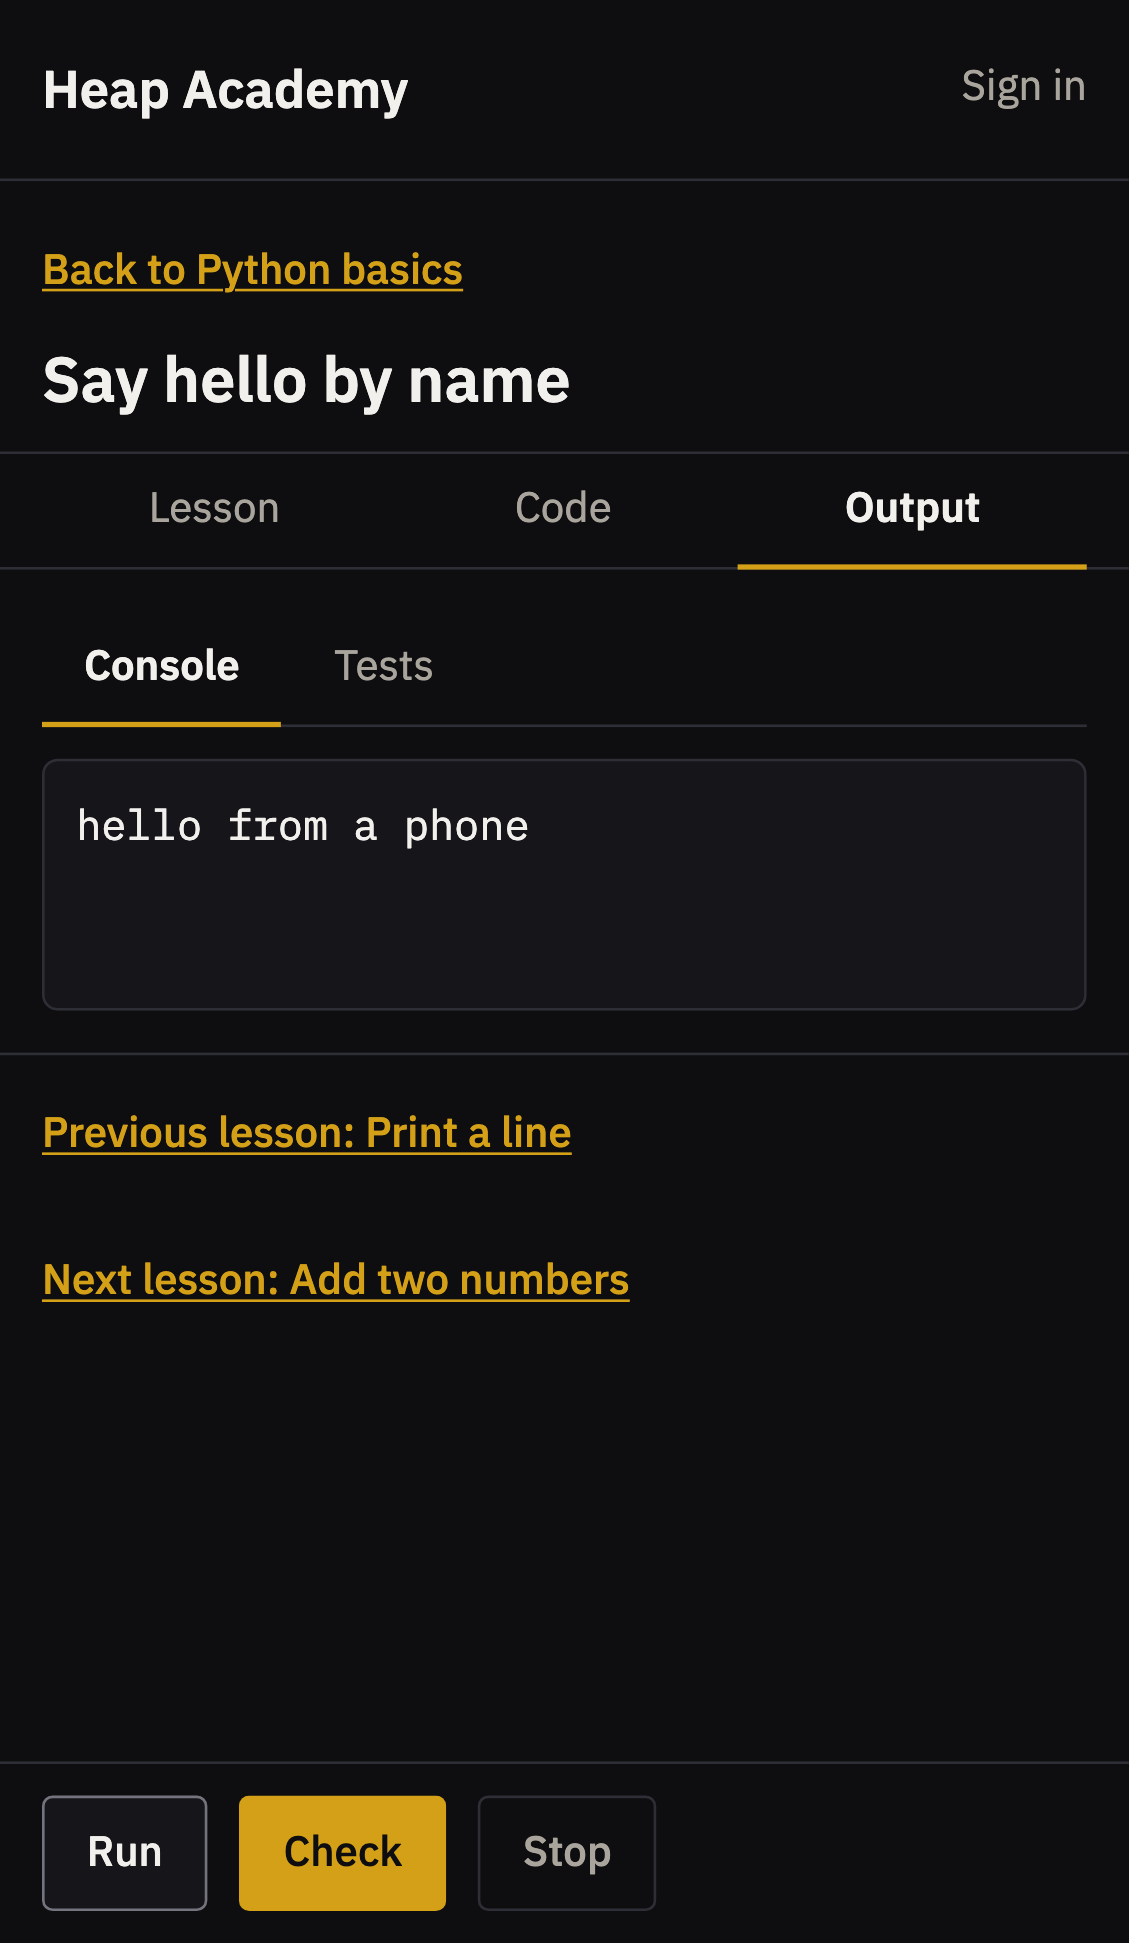 Heap Academy
Sign in
Back to Python basics
Say hello by name
Lesson
Code
Output
Console
Tests
hello from a phone
Previous lesson: Print a line
Next lesson: Add two numbers
Run
Check
Stop